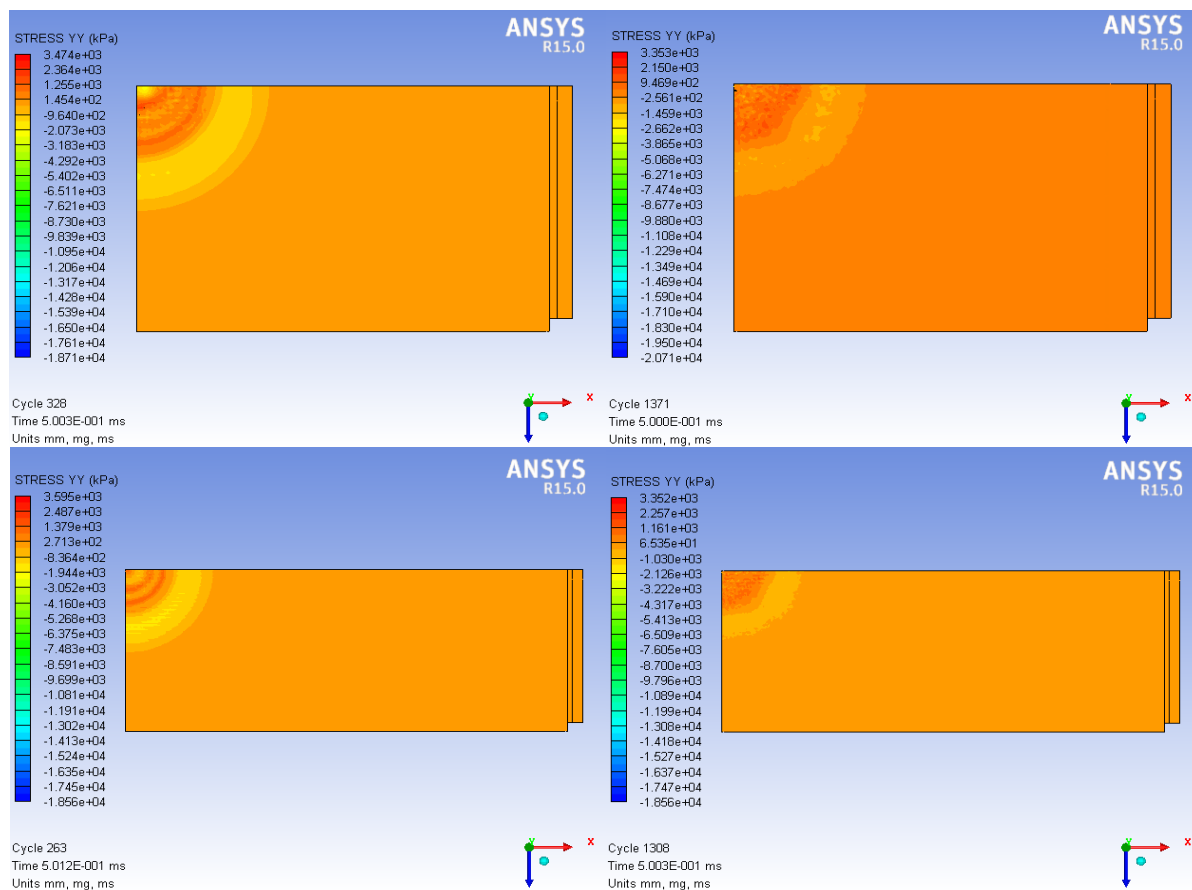 ANSYS
R15.0
STRESS YY (kPa)
3.474e+03
2.364e+03
1.255e+03
1.454e+02
-9.640e+02
-2.073e+03
-3.183e+03
-4.292e+03
-5.402e+03
-6.511e+03
-7.621e+03
-8.730e+03
-9.839e+03
-1.095e+04
-1.206e+04
-1.317e+04
-1.428e+04
-1.539e+04
-1.650e+04
-1.761e+04
-1.871e+04
Cycle 328
Time 5.003E-001 ms
Units mm, mg, ms
Y
X
ANSYS
R15.0
STRESS YY (kPa)
3.353e+03
2.150e+03
9.469e+02
-2.561e+02
-1.459e+03
-2.662e+03
-3.865e+03
-5.068e+03
-6.271e+03
-7.474e+03
-8.677e+03
-9.880e+03
-1.108e+04
-1.229e+04
-1.349e+04
-1.469e+04
-1.590e+04
-1.710e+04
-1.830e+04
-1.950e+04
-2.071e+04
Cycle 1371
Time 5.000E-001 ms
Units mm, mg, ms
Y
X
ANSYS
R15.0
STRESS YY (kPa)
3.595e+03
2.487e+03
1.379e+03
2.713e+02
-8.364e+02
-1.944e+03
-3.052e+03
-4.160e+03
-5.268e+03
-6.375e+03
-7.483e+03
-8.591e+03
-9.699e+03
-1.081e+04
-1.191e+04
-1.302e+04
-1.413e+04
-1.524e+04
-1.635e+04
-1.745e+04
-1.856e+04
Cycle 263
Time 5.012E-001 ms
Units mm, mg, ms
Y
X
ANSYS
R15.0
STRESS YY (kPa)
3.352e+03
2.257e+03
1.161e+03
6.535e+01
-1.030e+03
-2.126e+03
-3.222e+03
-4.317e+03
-5.413e+03
-6.509e+03
-7.605e+03
-8.700e+03
-9.796e+03
-1.089e+04
-1.199e+04
-1.308e+04
-1.418e+04
-1.527e+04
-1.637e+04
-1.747e+04
-1.856e+04
Cycle 1308
Time 5.003E-001 ms
Units mm, mg, ms
Y
X